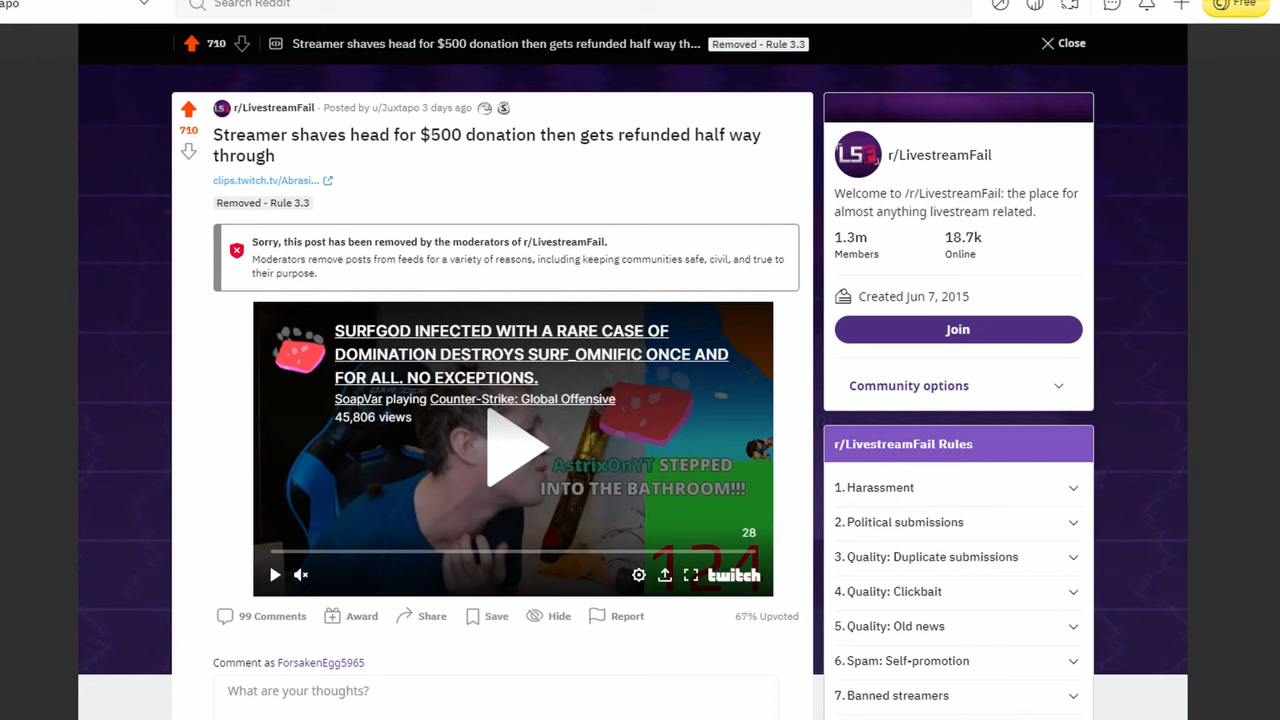 apo
Search Reddit
Free
710
Streamer shaves head for $500 donation then gets refunded half way th...
Removed - Rule 3.3
Close
r/LivestreamFail · Posted by u/Juxtapo 3 days ago
710
Streamer shaves head for $500 donation then gets refunded half way
through
clips.twitch.tv/Abrasi...
Removed - Rule 3.3
Sorry, this post has been removed by the moderators of r/LivestreamFail.
Moderators remove posts from feeds for a variety of reasons, including keeping communities safe, civil, and true to
their purpose.
SURFGOD INFECTED WITH A RARE CASE OF
DOMINATION DESTROYS SURF_OMNIFIC ONCE AND
FOR ALL. NO EXCEPTIONS.
SoapVar playing Counter-Strike: Global Offensive
45,806 views
AstrixOnYT STEPPED
INTO THE BATHROOM!!!
28
124
twitch
99 Comments
Award
Share
Save
Hide
Report
67% Upvoted
Comment as ForsakenEgg5965
What are your thoughts?
LSF
r/LivestreamFail
Welcome to /r/LivestreamFail: the place for
almost anything livestream related.
1.3m
Members
18.7k
Online
Created Jun 7, 2015
Join
Community options
r/LivestreamFail Rules
1. Harassment
2. Political submissions
3. Quality: Duplicate submissions
4. Quality: Clickbait
5. Quality: Old news
6. Spam: Self-promotion
7. Banned streamers